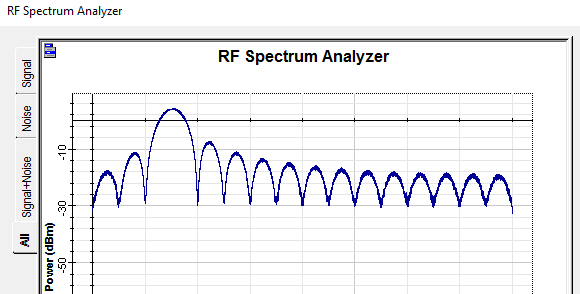 RF Spectrum Analyzer
RF Spectrum Analyzer
Signal
Noise
Signal+Noise
All
Power (dBm)
-10
-30
-50